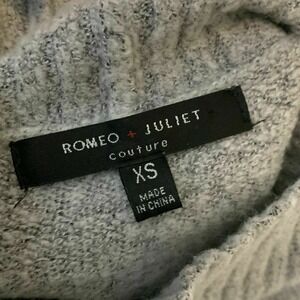 ROMEO + JULIET
couture
XS
MADE
IN CHINA